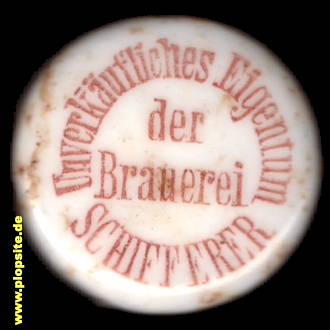 Unverkäufliches Eigentum
der
Brauerei
SCHIFFERER
www.plopsite.de